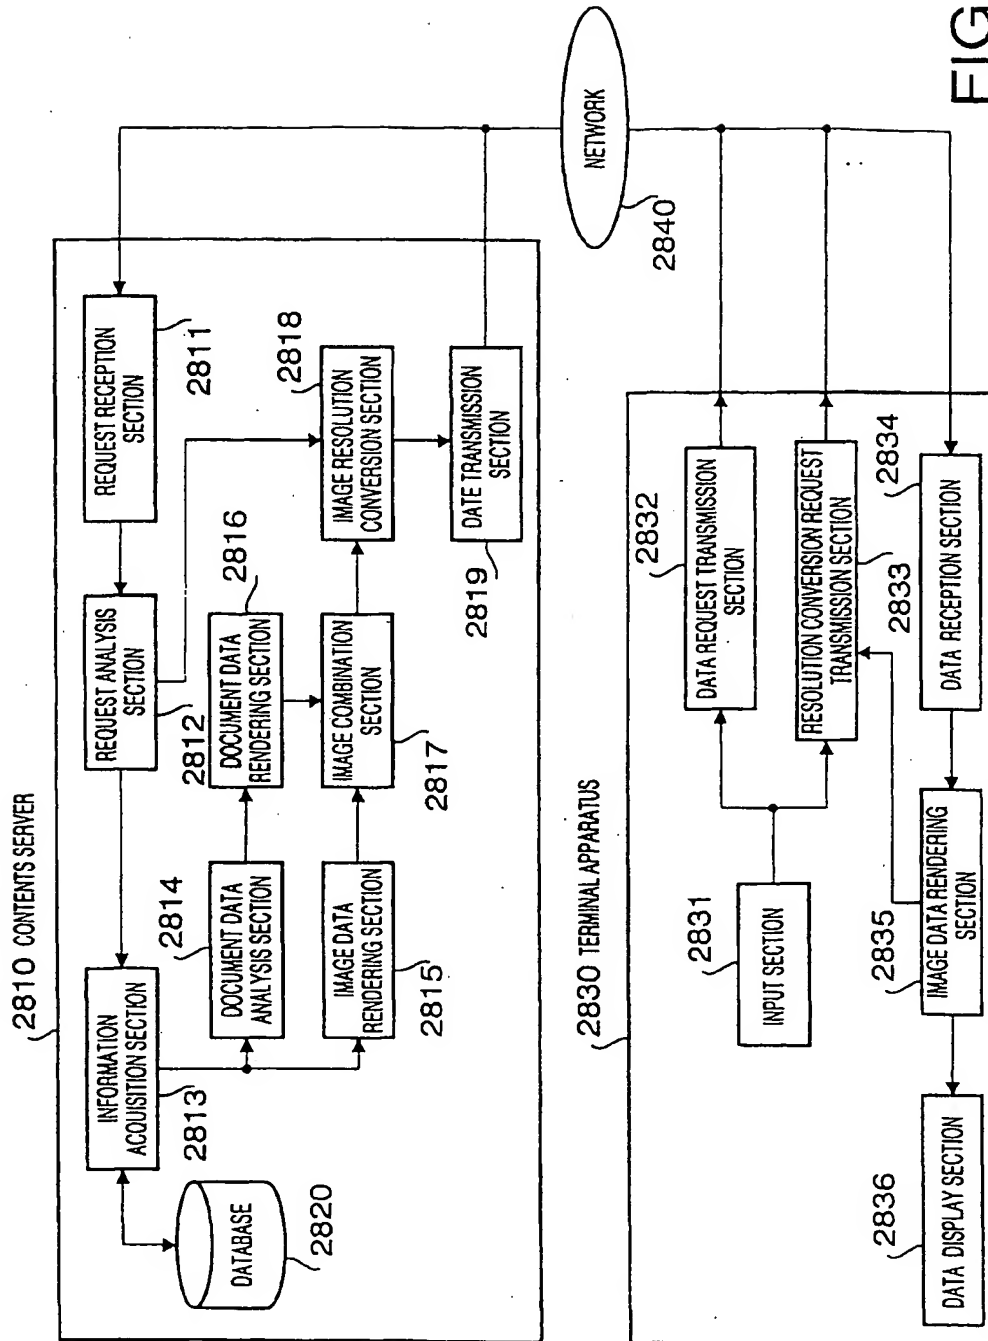 2810 CONTENTS SERVER
DATABASE
2820
INFORMATION
ACQUISITION SECTION
2813
REQUEST ANALYSIS
SECTION
2812
REQUEST RECEPTION
SECTION
2811
2814
DOCUMENT DATA
ANALYSIS SECTION
DOCUMENT DATA
RENDERING SECTION
2816
IMAGE DATA
RENDERING SECTION
2815
IMAGE COMBINATION
SECTION
2817
IMAGE RESOLUTION
CONVERSION SECTION
2818
DATE TRANSMISSION
SECTION
2819
NETWORK
2840
2830 TERMINAL APPARATUS
2831
INPUT SECTION
DATA REQUEST TRANSMISSION
SECTION
2832
RESOLUTION CONVERSION REQUEST
TRANSMISSION SECTION
2833
2836
DATA DISPLAY SECTION
2835
IMAGE DATA RENDERING
SECTION
DATA RECEPTION SECTION
2834
FIG